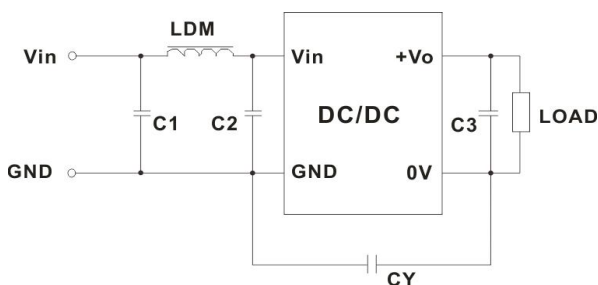 LDM
Vin
Vin
+Vo
C1
C2
DC/DC
C3
LOAD
GND
GND
0V
CY